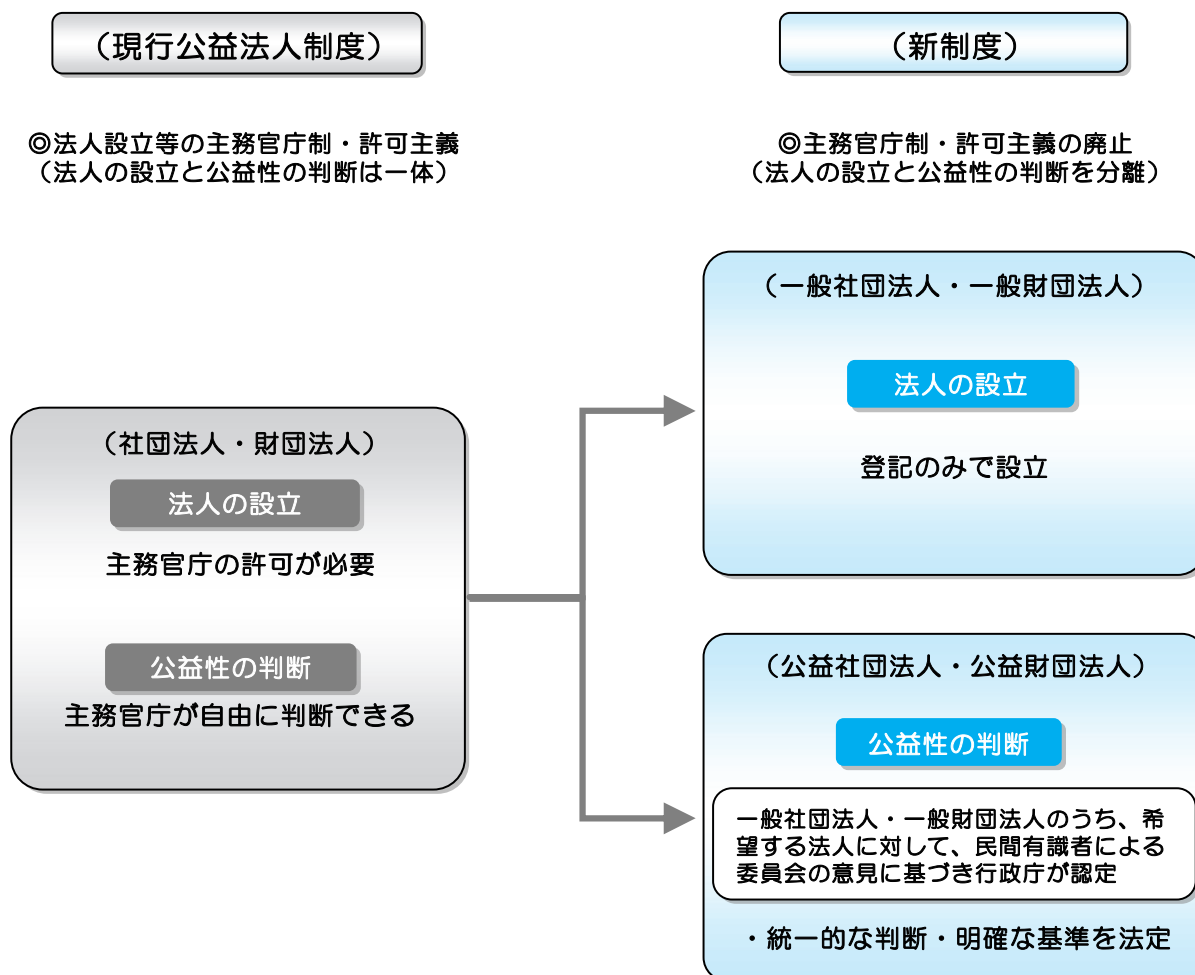 （現行公益法人制度）
◎法人設立等の主務官庁制・許可主義
（法人の設立と公益性の判断は一体）
（社団法人・財団法人）
法人の設立
主務官庁の許可が必要
公益性の判断
主務官庁が自由に判断できる
（新制度）
◎主務官庁制・許可主義の廃止
（法人の設立と公益性の判断を分離）
（一般社団法人・一般財団法人）
法人の設立
登記のみで設立
（公益社団法人・公益財団法人）
公益性の判断
一般社団法人・一般財団法人のうち、希
望する法人に対して、民間有識者による
委員会の意見に基づき行政庁が認定
・統一的な判断・明確な基準を法定